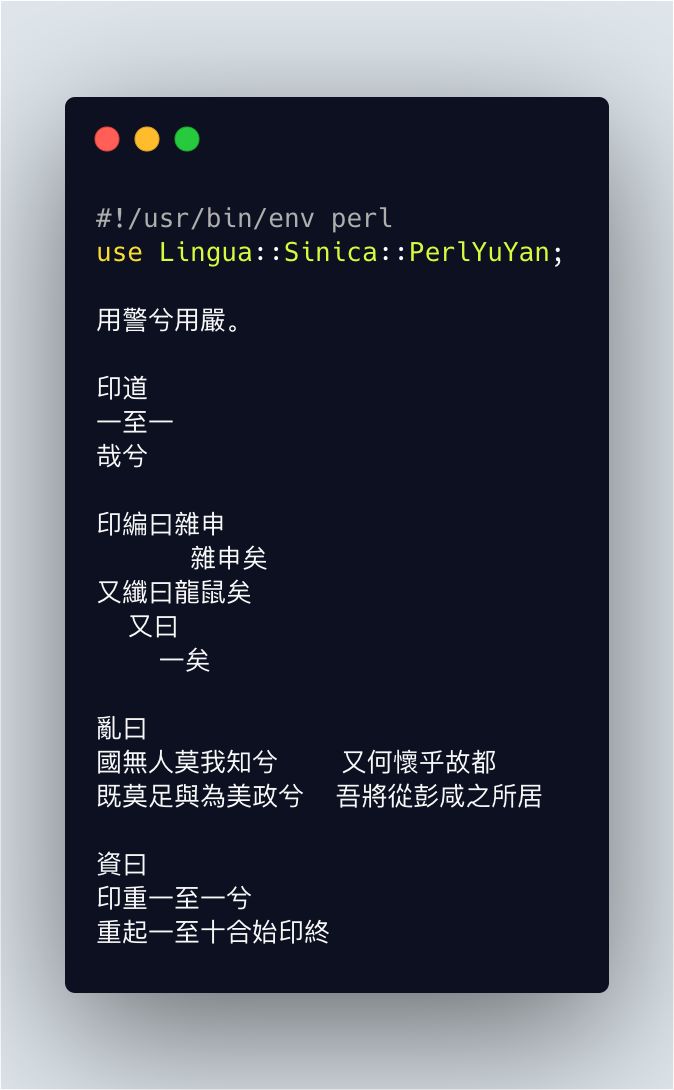 #!/usr/bin/env perl
use Lingua::Sinica::PerlYuYan;
用警兮用嚴。
印道
一至一
哉兮
印編曰雜申
雜申矣
又纖曰龍鼠矣
又曰
一矣
亂曰
國無人莫我知兮 又何懷乎故都
既莫足與為美政兮 吾將從彭咸之所居
資曰
印重一至一兮
重起一至十合始印終